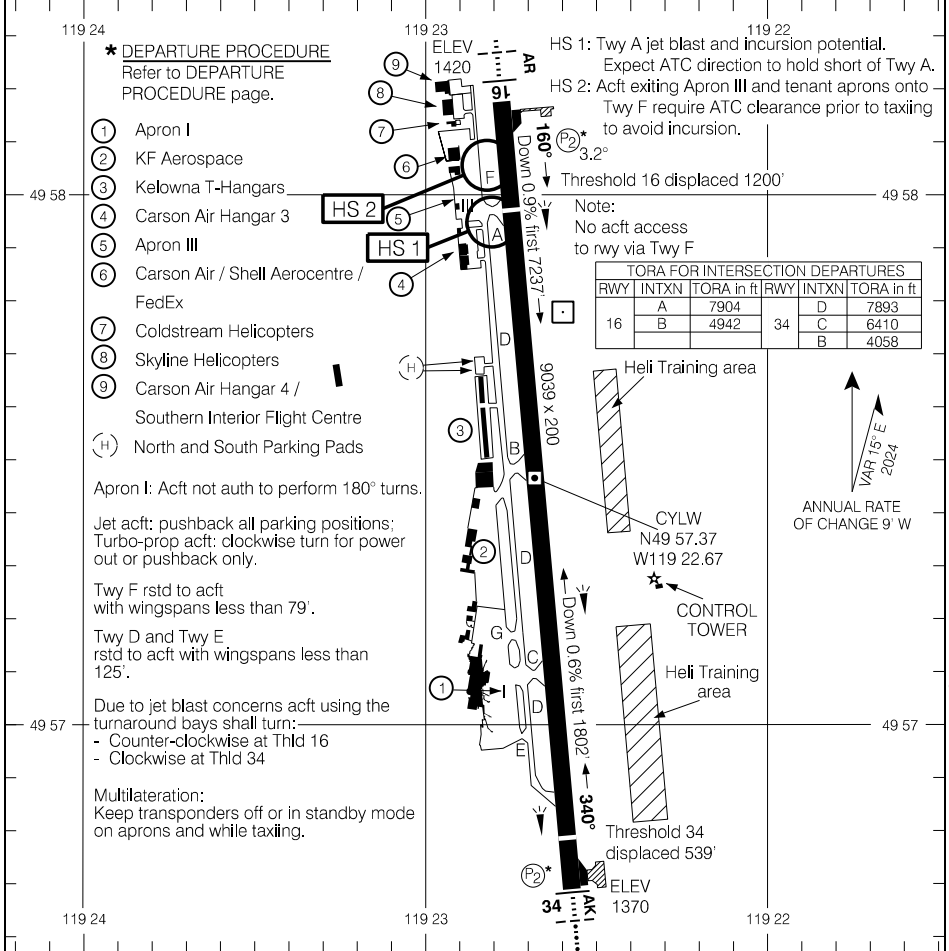 119 24
119 23
119 22
* DEPARTURE PROCEDURE
Refer to DEPARTURE
PROCEDURE page.
1 Apron I
2 KF Aerospace
3 Kelowna T-Hangars
4 Carson Air Hangar 3
5 Apron III
6 Carson Air / Shell Aerocentre /
FedEx
7 Coldstream Helicopters
8 Skyline Helicopters
9 Carson Air Hangar 4 /
Southern Interior Flight Centre
H North and South Parking Pads
Apron I: Acft not auth to perform 180° turns.
Jet acft: pushback all parking positions;
Turbo-prop acft: clockwise turn for power
out or pushback only.
Twy F rstd to acft
with wingspans less than 79'.
Twy D and Twy E
rstd to acft with wingspans less than
125'.
Due to jet blast concerns acft using the
turnaround bays shall turn:
- Counter-clockwise at Thld 16
- Clockwise at Thld 34
Multilateration:
Keep transponders off or in standby mode
on aprons and while taxiing.
49 58
49 57
ELEV
1420
AR
16
9
8
7
6
HS 2
5
III
HS 1
4
F
A
160°
P2*
3.2°
Down 0.9% first 7237'
HS 1: Twy A jet blast and incursion potential.
Expect ATC direction to hold short of Twy A.
HS 2: Acft exiting Apron III and tenant aprons onto
Twy F require ATC clearance prior to taxiing
to avoid incursion.
Threshold 16 displaced 1200'
49 58
Note:
No acft access
to rwy via Twy F
TORA FOR INTERSECTION DEPARTURES
RWY INTXN TORA in ft RWY INTXN TORA in ft
16 A 7904 34 D 7893
B 4942 C 6410
B 4058
Heli Training area
D
H
9039 x 200
3
B
VAR 15° E
2024
ANNUAL RATE
OF CHANGE 9' W
CYLW
N49 57.37
W119 22.67
2
D
CONTROL
TOWER
G
C
Down 0.6% first 1802'
Heli Training
area
1
I
D
E
49 57
340°
Threshold 34
displaced 539'
P2*
ELEV
1370
34
AK
119 24
119 23
119 22